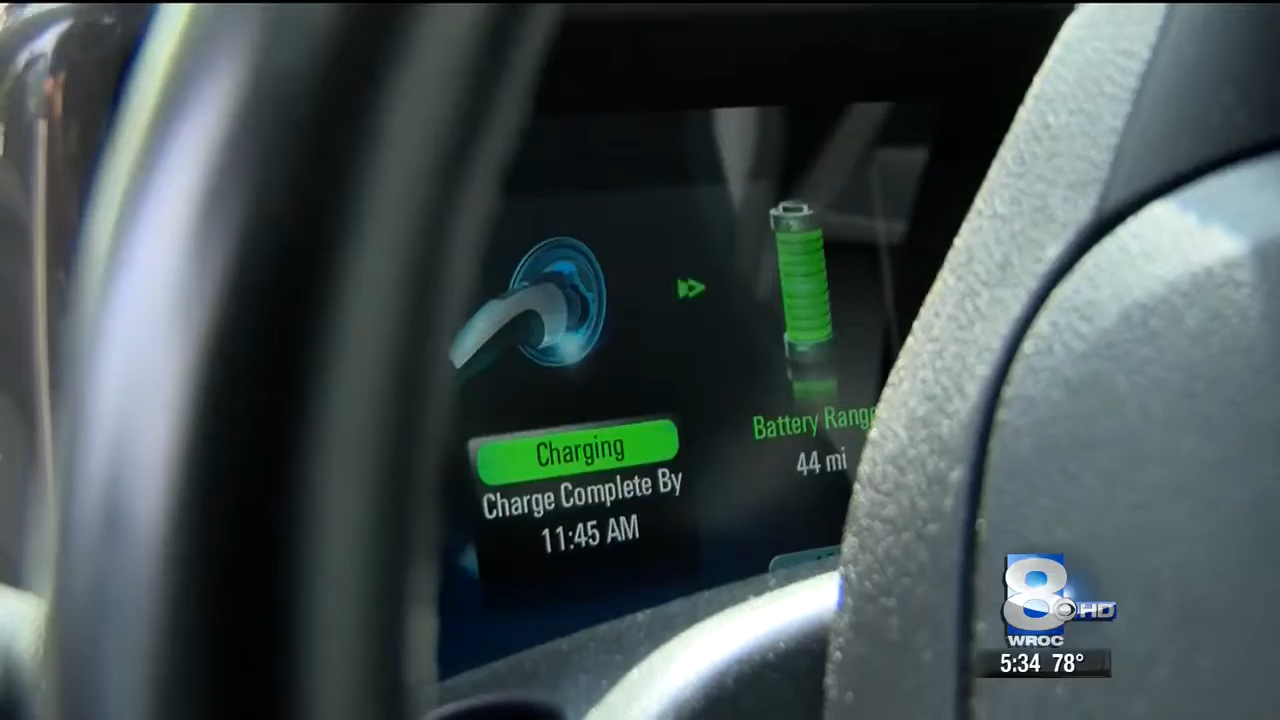 Charging
Charge Complete By
11:45 AM
Battery Range
44 mi
8 HD
WROC
5:34 78°